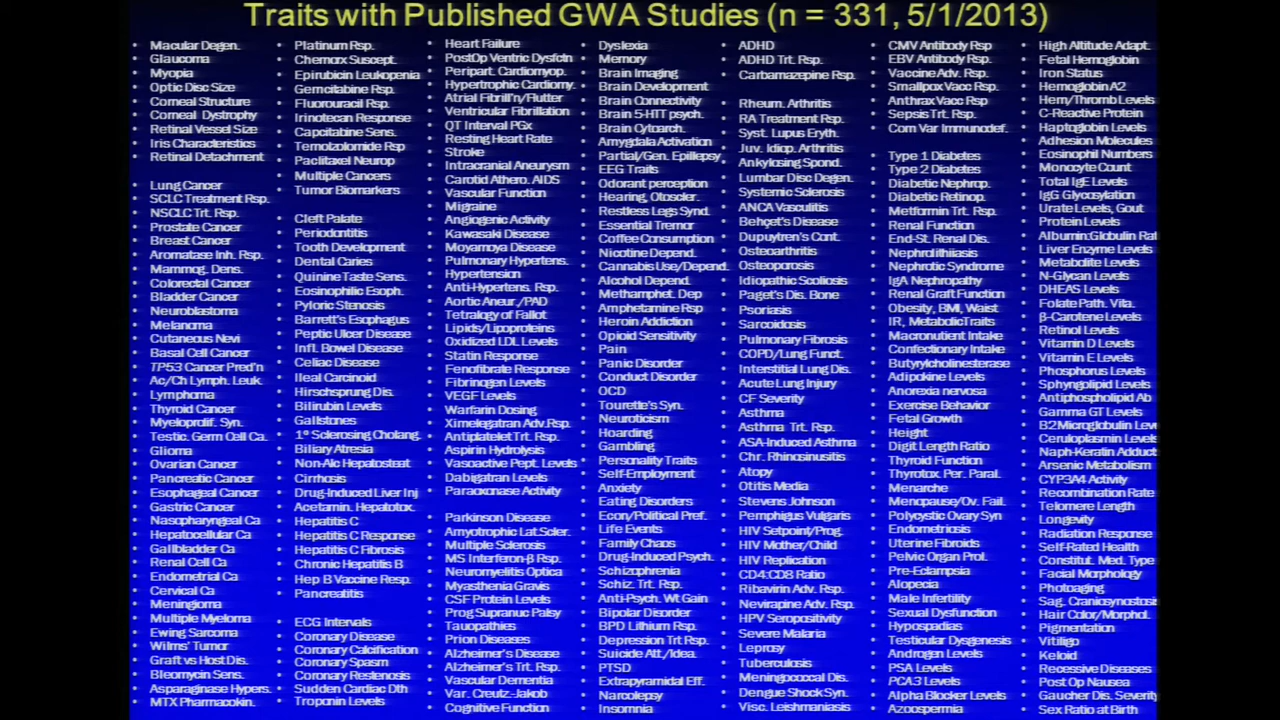 Traits with Published GWA Studies (n = 331, 5/1/2013)
• Macular Degen.
• Glaucoma
• Myopia
• Optic Disc Size
• Corneal Structure
• Corneal Dystrophy
• Retinal Vessel Size
• Iris Characteristics
• Retinal Detachment
• Lung Cancer
• SCLC Treatment Rsp.
• NSCLC Trt. Rsp.
• Prostate Cancer
• Breast Cancer
• Aromatase Inh. Rsp.
• Mammog. Dens.
• Colorectal Cancer
• Bladder Cancer
• Neuroblastoma
• Melanoma
• Cutaneous Nevi
• Basal Cell Cancer
• TP53 Cancer Pred'n
• Ac/Ch Lymph. Leuk.
• Lymphoma
• Thyroid Cancer
• Myeloprolif. Syn.
• Testic. Germ Cell Ca.
• Glioma
• Ovarian Cancer
• Pancreatic Cancer
• Esophageal Cancer
• Gastric Cancer
• Nasopharyngeal Ca
• Hepatocellular Ca
• Gallbladder Ca
• Renal Cell Ca
• Endometrial Ca
• Cervical Ca
• Meningioma
• Multiple Myeloma
• Ewing Sarcoma
• Wilms' Tumor
• Graft vs Host Dis.
• Bleomycin Sens.
• Asparaginase Hypers.
• MTX Pharmacokin.
• Platinum Rsp.
• Chemorx Suscept.
• Epirubicin Leukopenia
• Gemcitabine Rsp.
• Fluorouracil Rsp.
• Irinotecan Response
• Capcitabine Sens.
• Temolozolomide Rsp
• Paclitaxel Neurop
• Multiple Cancers
• Tumor Biomarkers
• Cleft Palate
• Periodontitis
• Tooth Development
• Dental Caries
• Quinine Taste Sens.
• Eosinophilic Esoph.
• Pyloric Stenosis
• Barrett's Esophagus
• Peptic Ulcer Disease
• Infl. Bowel Disease
• Celiac Disease
• Ileal Carcinoid
• Hirschsprung Dis.
• Bilirubin Levels
• Gallstones
• 1° Sclerosing Cholang.
• Biliary Atresia
• Non-Alc Hepatosteat
• Cirrhosis
• Drug-Induced Liver Inj
• Acetamin. Hepatotox.
• Hepatitis C
• Hepatitis C Response
• Hepatitis C Fibrosis
• Chronic Hepatitis B
• Hep B Vaccine Resp.
• Pancreatitis
• ECG Intervals
• Coronary Disease
• Coronary Calcification
• Coronary Spasm
• Coronary Restenosis
• Sudden Cardiac Dth
• Troponin Levels
• Heart Failure
• PostOp Ventric Dysfctn
• Peripart. Cardiomyop.
• Hypertrophic Cardiomy.
• Atrial Fibrill'n/Flutter
• Ventricular Fibrillation
• QT Interval PGx
• Resting Heart Rate
• Stroke
• Intracranial Aneurysm
• Carotid Athero. AIDS
• Vascular Function
• Migraine
• Angiogenic Activity
• Kawasaki Disease
• Moyamoya Disease
• Pulmonary Hypertens.
• Hypertension
• Anti-Hypertens. Rsp.
• Aortic Aneur./PAD
• Tetralogy of Fallot
• Lipids/Lipoproteins
• Oxidized LDL Levels
• Statin Response
• Fenofibrate Response
• Fibrinogen Levels
• VEGF Levels
• Warfarin Dosing
• Ximelegatran Adv.Rsp.
• Antiplatelet Trt. Rsp.
• Aspirin Hydrolysis
• Vasoactive Pept. Levels
• Dabigatran Levels
• Paraoxonase Activity
• Parkinson Disease
• Amyotrophic Lat.Scler.
• Multiple Sclerosis
• MS Interferon-β Rsp.
• Neuromyelitis Optica
• Myasthenia Gravis
• CSF Protein Levels
• Prog Supranuc Palsy
• Tauopathies
• Prion Diseases
• Alzheimer's Disease
• Alzheimer's Trt. Rsp.
• Vascular Dementia
• Var. Creutz.-Jakob
• Cognitive Function
• Dyslexia
• Memory
• Brain Imaging
• Brain Development
• Brain Connectivity
• Brain 5-HTT psych.
• Brain Cytoarch.
• Amygdala Activation
• Partial/Gen. Epillepsy
• EEG Traits
• Odorant perception
• Hearing, Otoscler.
• Restless Legs Synd.
• Essential Tremor
• Coffee Consumption
• Nicotine Depend.
• Cannabis Use/Depend.
• Alcohol Depend.
• Methamphet. Dep
• Amphetamine Rsp
• Heroin Addiction
• Opioid Sensitivity
• Pain
• Panic Disorder
• Conduct Disorder
• OCD
• Tourette's Syn.
• Neuroticism
• Hoarding
• Gambling
• Personality Traits
• Self-Employment
• Anxiety
• Eating Disorders
• Econ/Political Pref.
• Life Events
• Family Chaos
• Drug-Induced Psych.
• Schizophrenia
• Schiz. Trt. Rsp.
• Anti-Psych. Wt Gain
• Bipolar Disorder
• BPD Lithium Rsp.
• Depression Trt Rsp.
• Suicide Att./Idea.
• PTSD
• Extrapyramidal Eff.
• Narcolepsy
• Insomnia
• ADHD
• ADHD Trt. Rsp.
• Carbamazepine Rsp.
• Rheum. Arthritis
• RA Treatment Rsp.
• Syst. Lupus Eryth.
• Juv. Idiop. Arthritis
• Ankylosing Spond.
• Lumbar Disc Degen.
• Systemic Sclerosis
• ANCA Vasculitis
• Behçet's Disease
• Dupuytren's Cont.
• Osteoarthritis
• Osteoporosis
• Idiopathic Scoliosis
• Paget's Dis. Bone
• Psoriasis
• Sarcoidosis
• Pulmonary Fibrosis
• COPD/Lung Funct.
• Interstitial Lung Dis.
• Acute Lung Injury
• CF Severity
• Asthma
• Asthma Trt. Rsp.
• ASA-Induced Asthma
• Chr. Rhinosinusitis
• Atopy
• Otitis Media
• Stevens Johnson
• Pemphigus Vulgaris
• HIV Setpoint/Prog.
• HIV Mother/Child
• HIV Replication
• CD4:CD8 Ratio
• Ribavirin Adv. Rsp.
• Nevirapine Adv. Rsp.
• HPV Seropositivity
• Severe Malaria
• Leprosy
• Tuberculosis
• Meningococcal Dis.
• Dengue Shock Syn.
• Visc. Leishmaniasis
• CMV Antibody Rsp
• EBV Antibody Rsp.
• Vaccine Adv. Rsp.
• Smallpox Vacc Rsp.
• Anthrax Vacc Rsp
• Sepsis Trt. Rsp.
• Com Var Immunodef.
• Type 1 Diabetes
• Type 2 Diabetes
• Diabetic Nephrop.
• Diabetic Retinop.
• Metformin Trt. Rsp.
• Renal Function
• End-St. Renal Dis.
• Nephrolithiiasis
• Nephrotic Syndrome
• IgA Nephropathy
• Renal Graft Function
• Obesity, BMI, Waist
• IR, Metabolic Traits
• Macronutrient Intake
• Confectionary Intake
• Butyrylcholinesterase
• Adipokine Levels
• Anorexia nervosa
• Exercise Behavior
• Fetal Growth
• Height
• Digit Length Ratio
• Thyroid Function
• Thyrotox. Per. Paral.
• Menarche
• Menopause/Ov. Fail.
• Polycystic Ovary Syn
• Endometriosis
• Uterine Fibroids
• Pelvic Organ Prol.
• Pre-Eclampsia
• Alopecia
• Male Infertility
• Sexual Dysfunction
• Hypospadias
• Testicular Dysgenesis
• Androgen Levels
• PSA Levels
• PCA3 Levels
• Alpha Blocker Levels
• Azoospermia
• High Altitude Adapt.
• Fetal Hemoglobin
• Iron Status
• Hemoglobin A2
• Hem/Thromb Levels
• C-Reactive Protein
• Haptoglobin Levels
• Adhesion Molecules
• Eosinophil Numbers
• Monocyte Count
• Total IgE Levels
• IgG Glycosylation
• Urate Levels, Gout
• Protein Levels
• Albumin:Globulin Rat
• Liver Enzyme Levels
• Metabolite Levels
• N-Glycan Levels
• DHEAS Levels
• Folate Path. Vita.
• β-Carotene Levels
• Retinol Levels
• Vitamin D Levels
• Vitamin E Levels
• Phosphorus Levels
• Sphyngolipid Levels
• Antiphospholipid Ab
• Gamma GT Levels
• B2Microglobulin Leve
• Ceruloplasmin Levels
• Naph-Keratin Adduct
• Arsenic Metabolism
• CYP3A4 Activity
• Recombination Rate
• Telomere Length
• Longevity
• Radiation Response
• Self-Rated Health
• Constitut. Med. Type
• Facial Morphology
• Photoaging
• Sag. Craniosynostosis
• Hair Color/Morphol.
• Pigmentation
• Vitiligo
• Keloid
• Recessive Diseases
• Post Op Nausea
• Gaucher Dis. Severity
• Sex Ratio at Birth